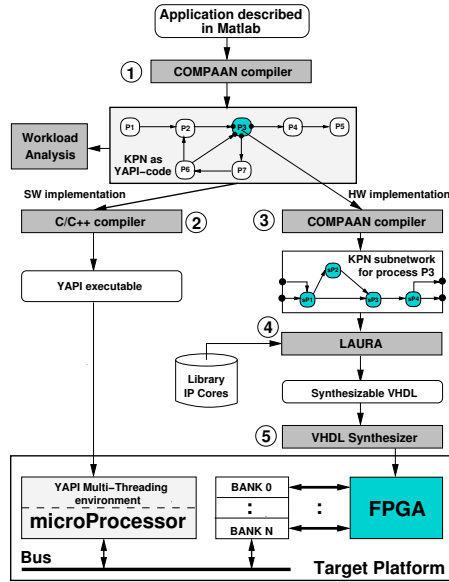 Application described
in Matlab
1
COMPAAN compiler
P1
P2
P3
P4
P5
P6
P7
KPN as
YAPI-code
Workload
Analysis
SW implementation
HW implementation
C/C++ compiler
2
3
COMPAAN compiler
YAPI executable
KPN subnetwork
for process P3
sP1
sP2
sP3
sP4
4
LAURA
Library
IP Cores
Synthesizable VHDL
5
VHDL Synthesizer
YAPI Multi-Threading
environment
microProcessor
BANK 0
:
:
BANK N
:
FPGA
Bus
Target Platform